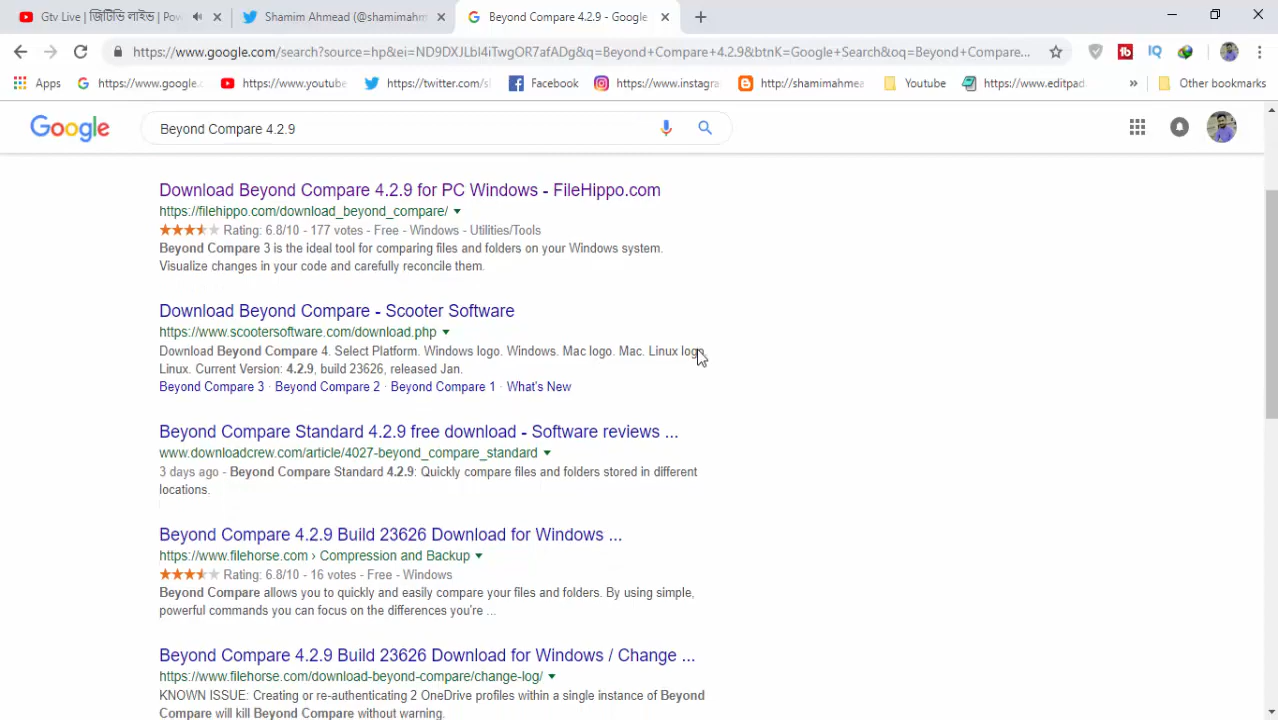 Gtv Live | জিটিভি লাইভ | Pow
Shamim Ahmead (@shamimahm
Beyond Compare 4.2.9 - Google
https://www.google.com/search?source=hp&ei=ND9DXJLbI4iTwgOR7afADg&q=Beyond+Compare+4.2.9&btnK=Google+Search&oq=Beyond+Compare...
Apps
https://www.google.c
https://www.youtube
https://twitter.com/s
Facebook
https://www.instagra
http://shamimahmea
Youtube
https://www.editpad
»
Other bookmarks
Google
Beyond Compare 4.2.9
Download Beyond Compare 4.2.9 for PC Windows - FileHippo.com
https://filehippo.com/download_beyond_compare/
Rating: 6.8/10 - 177 votes - Free - Windows - Utilities/Tools
Beyond Compare 3 is the ideal tool for comparing files and folders on your Windows system.
Visualize changes in your code and carefully reconcile them.
Download Beyond Compare - Scooter Software
https://www.scootersoftware.com/download.php
Download Beyond Compare 4. Select Platform. Windows logo. Windows. Mac logo. Mac. Linux logo.
Linux. Current Version: 4.2.9, build 23626, released Jan.
Beyond Compare 3 · Beyond Compare 2 · Beyond Compare 1 · What's New
Beyond Compare Standard 4.2.9 free download - Software reviews ...
www.downloadcrew.com/article/4027-beyond_compare_standard
3 days ago - Beyond Compare Standard 4.2.9: Quickly compare files and folders stored in different
locations.
Beyond Compare 4.2.9 Build 23626 Download for Windows ...
https://www.filehorse.com › Compression and Backup
Rating: 6.8/10 - 16 votes - Free - Windows
Beyond Compare allows you to quickly and easily compare your files and folders. By using simple,
powerful commands you can focus on the differences you're ...
Beyond Compare 4.2.9 Build 23626 Download for Windows / Change ...
https://www.filehorse.com/download-beyond-compare/change-log/
KNOWN ISSUE: Creating or re-authenticating 2 OneDrive profiles within a single instance of Beyond
Compare will kill Beyond Compare without warning.